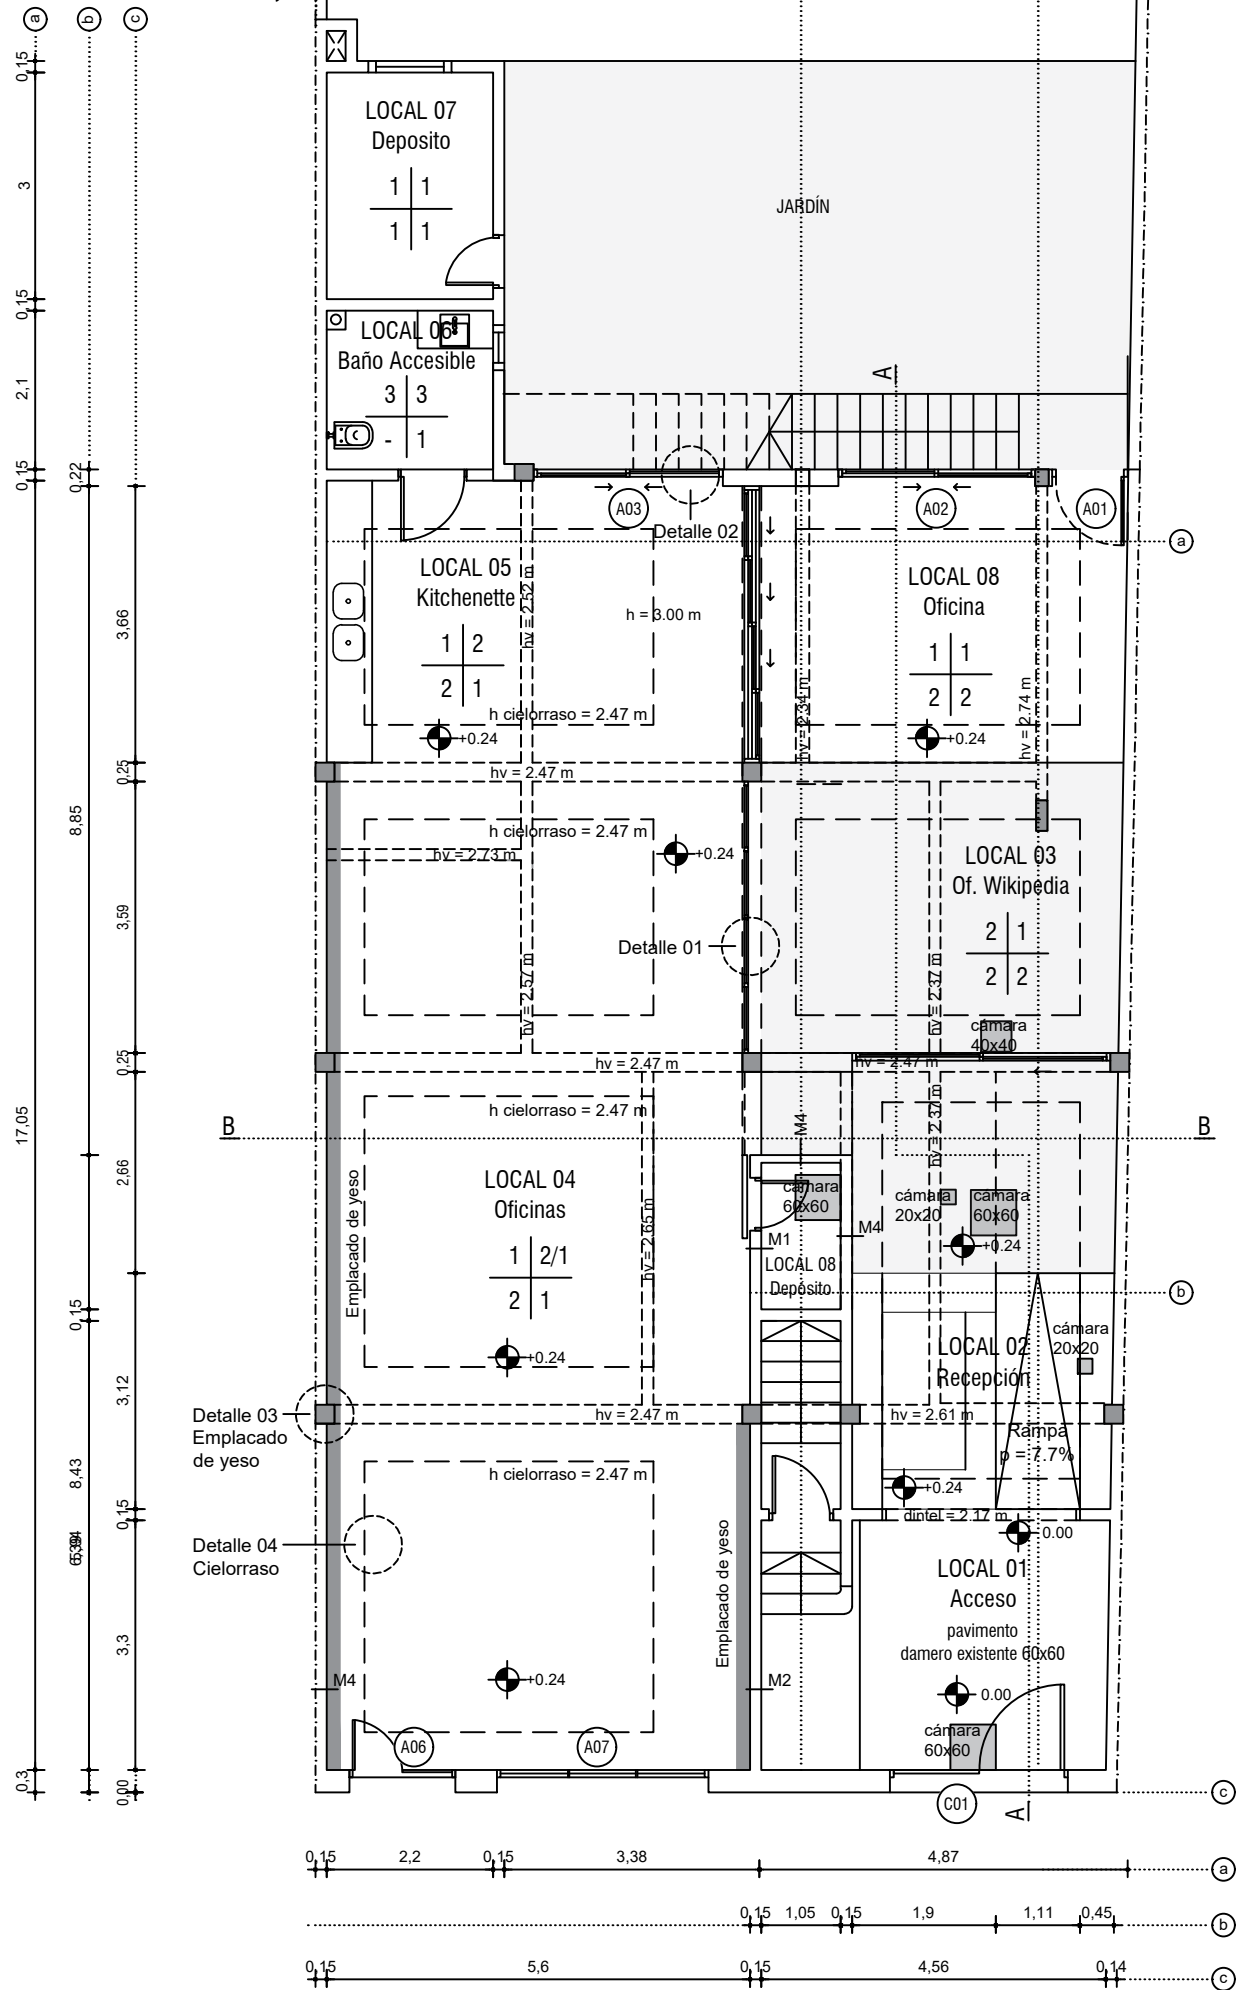 a
b
c
0,15
3
0,15
2,1
0,15
17,05
0,3
0,22
8,85
0,15
8,43
3,66
0,25
3,59
0,25
2,66
3,12
0,15
3,3
0,00
LOCAL 07
Deposito
1 1
1 1
JARDÍN
LOCAL 06
Baño Accesible
3 3
- 1
A
A03
A02
A01
Detalle 02
a
LOCAL 05
Kitchenette
1 2
2 1
hv = 2.52 m
h = 3.00 m
LOCAL 08
Oficina
1 1
2 2
hv = 2.34 m
hv = 2.74 m
h cielorraso = 2.47 m
+0.24
+0.24
hv = 2.47 m
h cielorraso = 2.47 m
hv = 2.73 m
+0.24
LOCAL 03
Of. Wikipedia
2 1
2 2
Detalle 01
hv = 2.57 m
hv = 2.37 m
cámara
40x40
hv = 2.47 m
hv = 2.47 m
h cielorraso = 2.47 m
B
B
M4
hv = 2.37 m
LOCAL 04
Oficinas
1 2/1
2 1
Emplacado de yeso
hv = 2.65 m
cámara
60x60
cámara
20x20
cámara
60x60
M1
M4
+0.24
LOCAL 08
Depósito
b
+0.24
LOCAL 02
Recepción
cámara
20x20
Detalle 03
Emplacado
de yeso
hv = 2.47 m
hv = 2.61 m
Rampa
p = 7.7%
h cielorraso = 2.47 m
+0.24
dintel = 2.17 m
0.00
Detalle 04
Cielorraso
Emplacado de yeso
LOCAL 01
Acceso
pavimento
damero existente 60x60
M4
+0.24
M2
0.00
cámara
60x60
A06
A07
C01
A
c
0,15 2,2 0,15 3,38 4,87
a
0,15 1,05 0,15 1,9 1,11 0,45
b
0,15 5,6 0,15 4,56 0,14
c